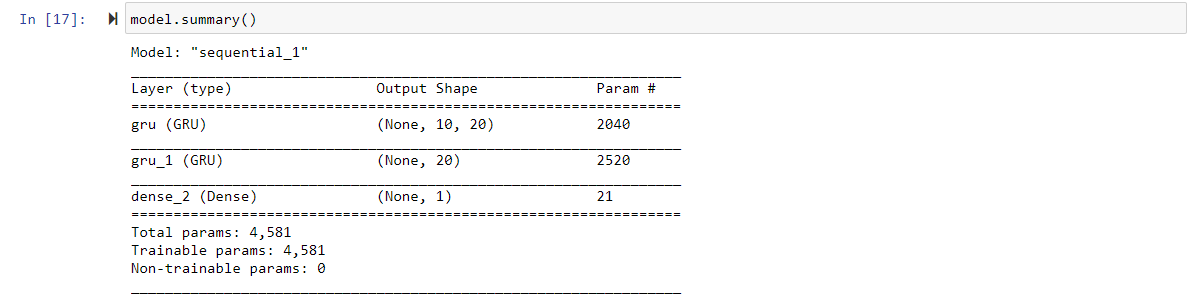 In [17]: model.summary()
Model: "sequential_1"
_________________________________________________________________
Layer (type)                 Output Shape              Param #
=================================================================
gru (GRU)                    (None, 10, 20)            2040
_________________________________________________________________
gru_1 (GRU)                  (None, 20)                2520
_________________________________________________________________
dense_2 (Dense)              (None, 1)                 21
=================================================================
Total params: 4,581
Trainable params: 4,581
Non-trainable params: 0
_________________________________________________________________